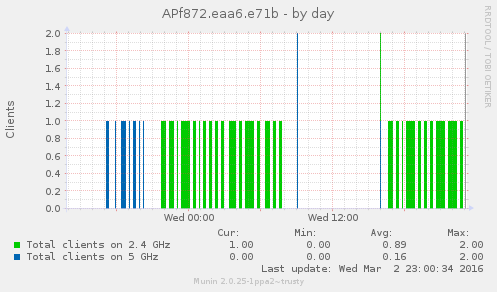 APf872.eaa6.e71b - by day
RRDTOOL / TOBI OETIKER
Clients
2.0
1.8
1.6
1.4
1.2
1.0
0.8
0.6
0.4
0.2
0.0
Wed 00:00 Wed 12:00
Cur: Min: Avg: Max:
Total clients on 2.4 GHz 1.00 0.00 0.89 2.00
Total clients on 5 GHz 0.00 0.00 0.16 2.00
Last update: Wed Mar 2 23:00:34 2016
Munin 2.0.25-1ppa2~trusty